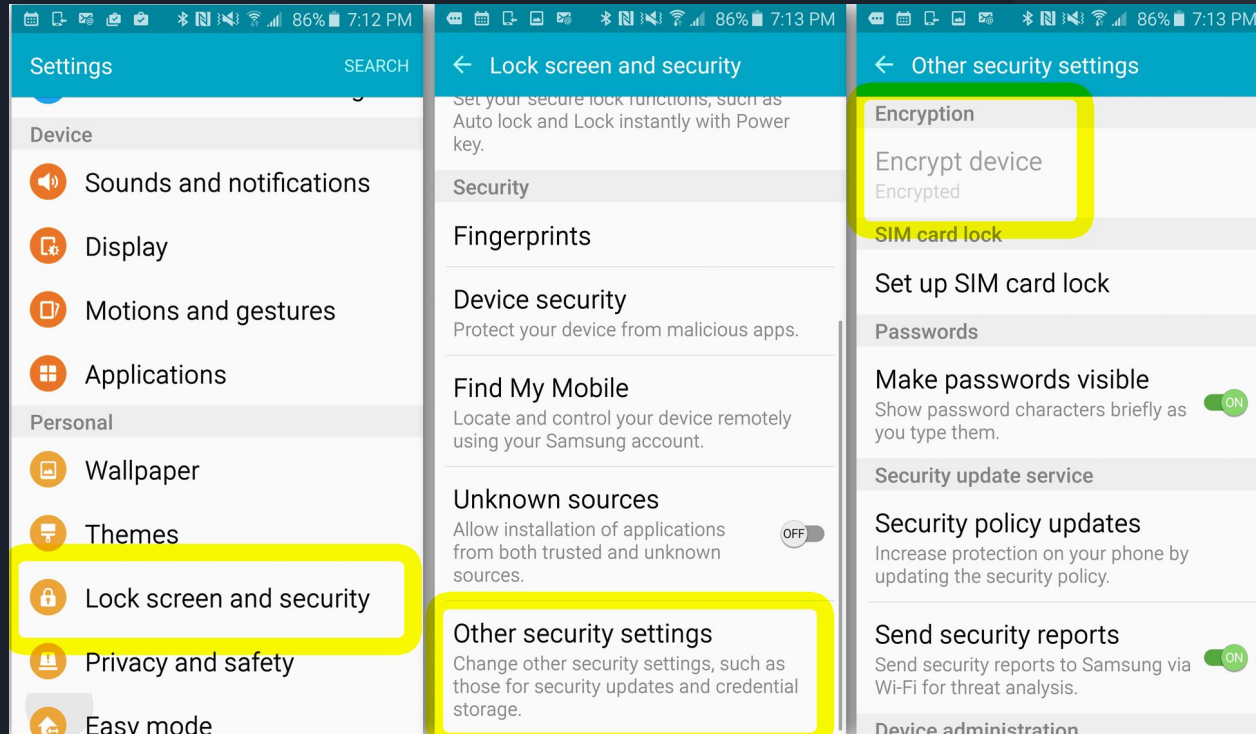 86% 7:12 PM
Settings
SEARCH
Device
Sounds and notifications
Display
Motions and gestures
Applications
Personal
Wallpaper
Themes
Lock screen and security
Privacy and safety
Easy mode
86% 7:13 PM
Lock screen and security
Set your secure lock functions, such as
Auto lock and Lock instantly with Power
key.
Security
Fingerprints
Device security
Protect your device from malicious apps.
Find My Mobile
Locate and control your device remotely
using your Samsung account.
Unknown sources
Allow installation of applications
from both trusted and unknown
sources.
OFF
Other security settings
Change other security settings, such as
those for security updates and credential
storage.
86% 7:13 PM
Other security settings
Encryption
Encrypt device
Encrypted
SIM card lock
Set up SIM card lock
Passwords
Make passwords visible
Show password characters briefly as
you type them.
ON
Security update service
Security policy updates
Increase protection on your phone by
updating the security policy.
Send security reports
Send security reports to Samsung via
Wi-Fi for threat analysis.
ON
Device administration